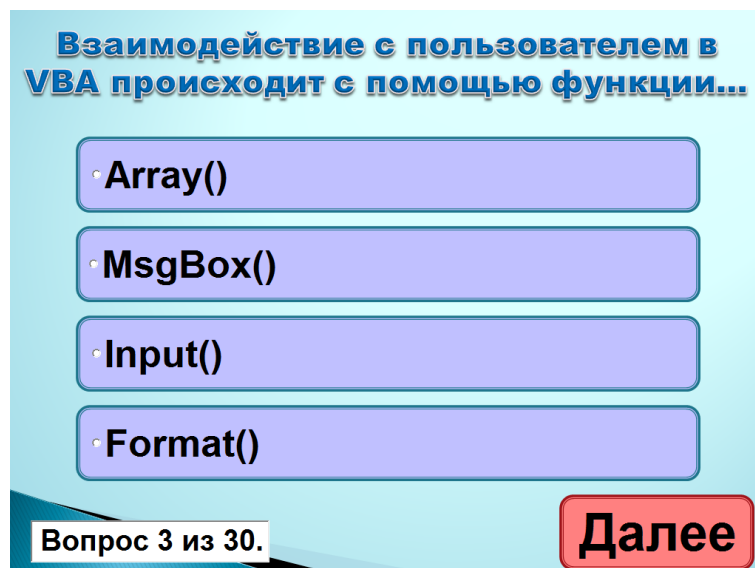 Взаимодействие с пользователем в
VBA происходит с помощью функции...
Array()
MsgBox()
Input()
Format()
Вопрос 3 из 30.
Далее